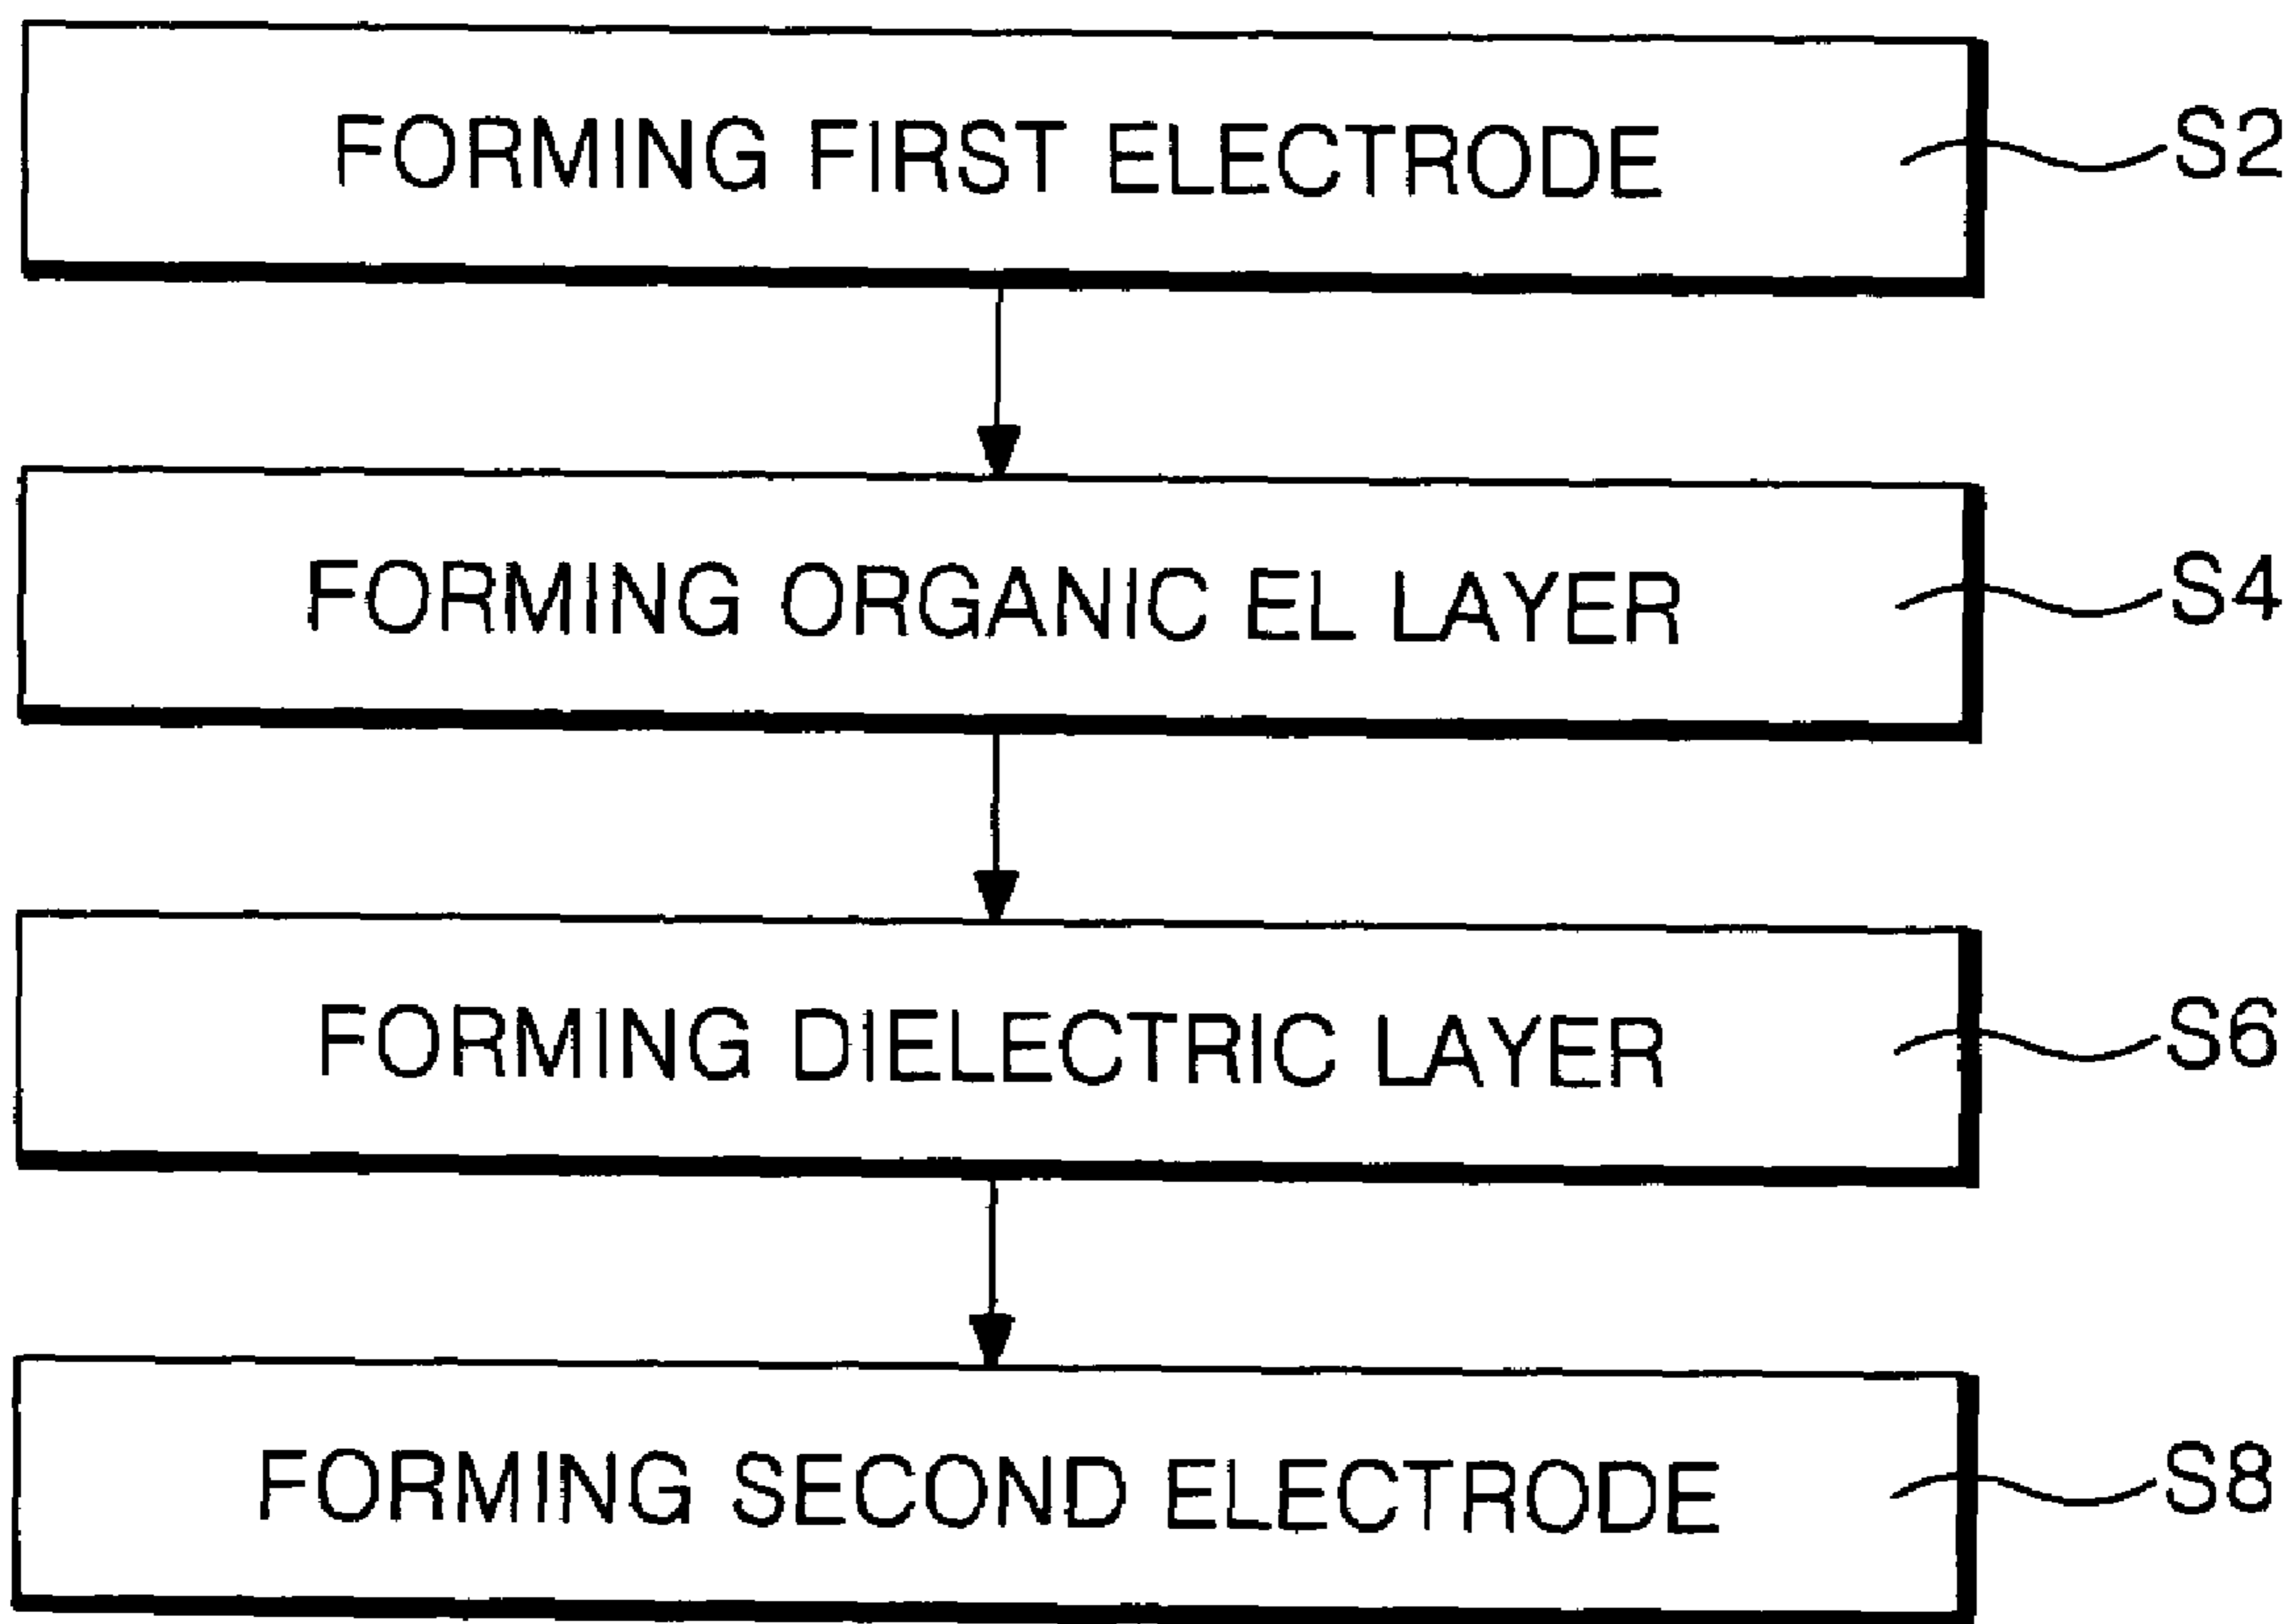 FORMING FIRST ELECTRODE S2
FORMING ORGANIC EL LAYER S4
FORMING DIELECTRIC LAYER S6
FORMING SECOND ELECTRODE S8